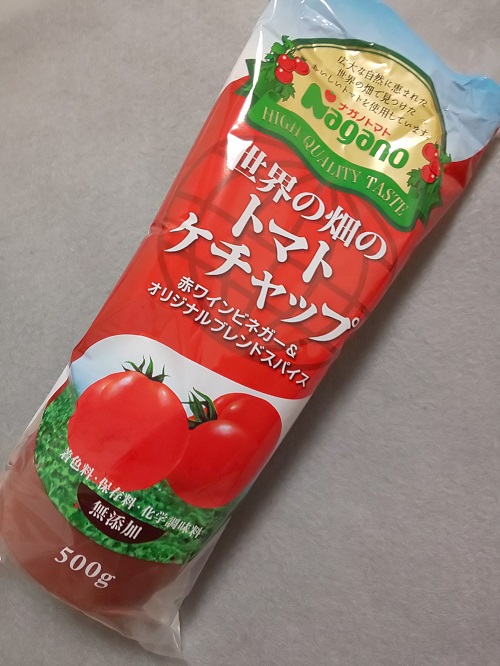 広大な自然に恵まれた
世界の畑で見つけた
おいしいトマトを使用しています。
ナガノトマト
Nagano
HIGH QUALITY TASTE
世界の畑の
トマト
ケチャップ
赤ワインビネガー&
オリジナルブレンドスパイス
着色料・保存料・化学調味料
無添加
500g